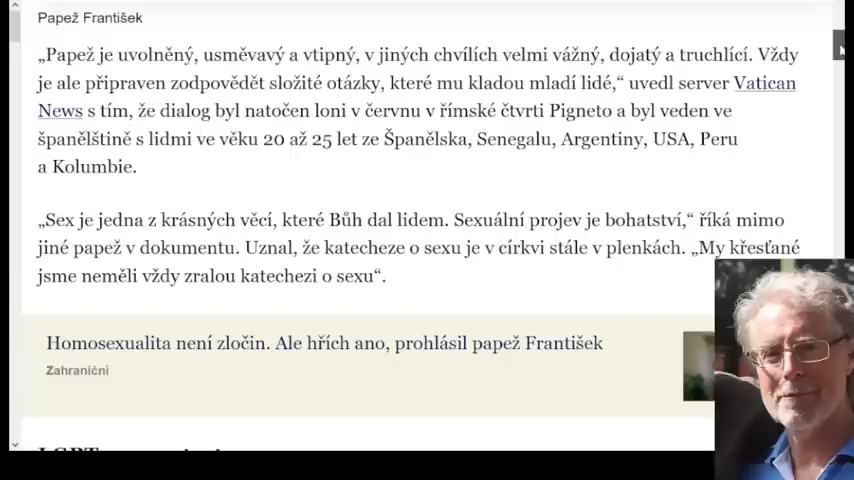 Papež František
„Papež je uvolněný, usměvavý a vtipný, v jiných chvílích velmi vážný, dojatý a truchlící. Vždy
je ale připraven zodpovědět složité otázky, které mu kladou mladí lidé,“ uvedl server Vatican
News s tím, že dialog byl natočen loni v červnu v římské čtvrti Pigneto a byl veden ve
španělštině s lidmi ve věku 20 až 25 let ze Španělska, Senegalu, Argentiny, USA, Peru
a Kolumbie.
„Sex je jedna z krásných věcí, které Bůh dal lidem. Sexuální projev je bohatství,“ říká mimo
jiné papež v dokumentu. Uznal, že katecheze o sexu je v církvi stále v plenkách. „My křesťané
jsme neměli vždy zralou katechezi o sexu“.
Homosexualita není zločin. Ale hřích ano, prohlásil papež František
Zahraniční